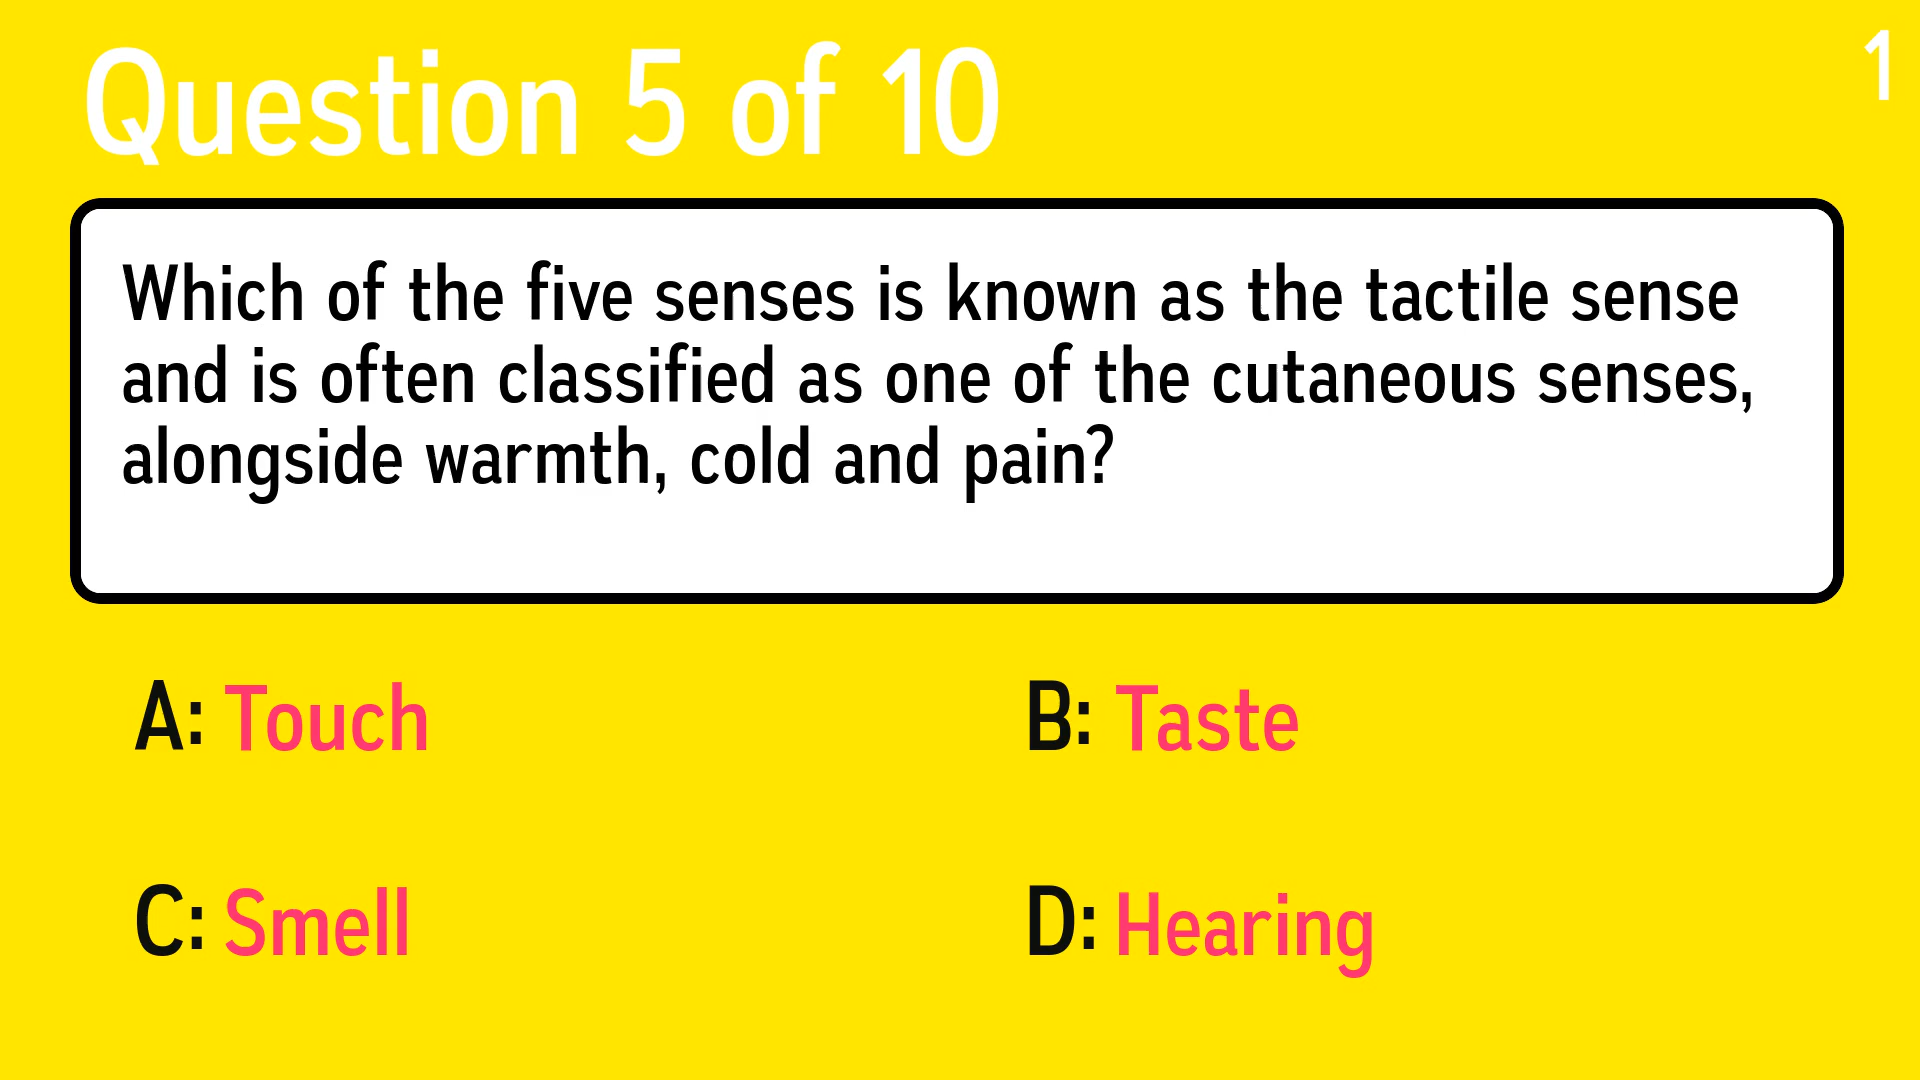 Question 5 of 10
1
Which of the five senses is known as the tactile sense
and is often classified as one of the cutaneous senses,
alongside warmth, cold and pain?
A: Touch
B: Taste
C: Smell
D: Hearing